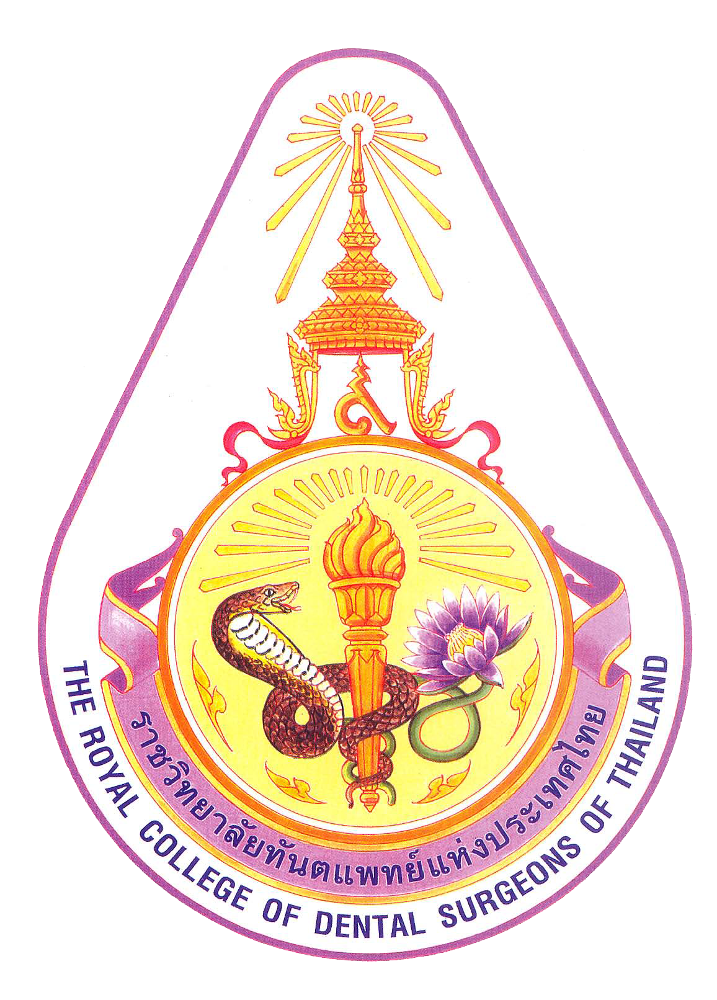 ราชวิทยาลัยทันตแพทย์แห่งประเทศไทย
THE ROYAL COLLEGE OF DENTAL SURGEONS OF THAILAND